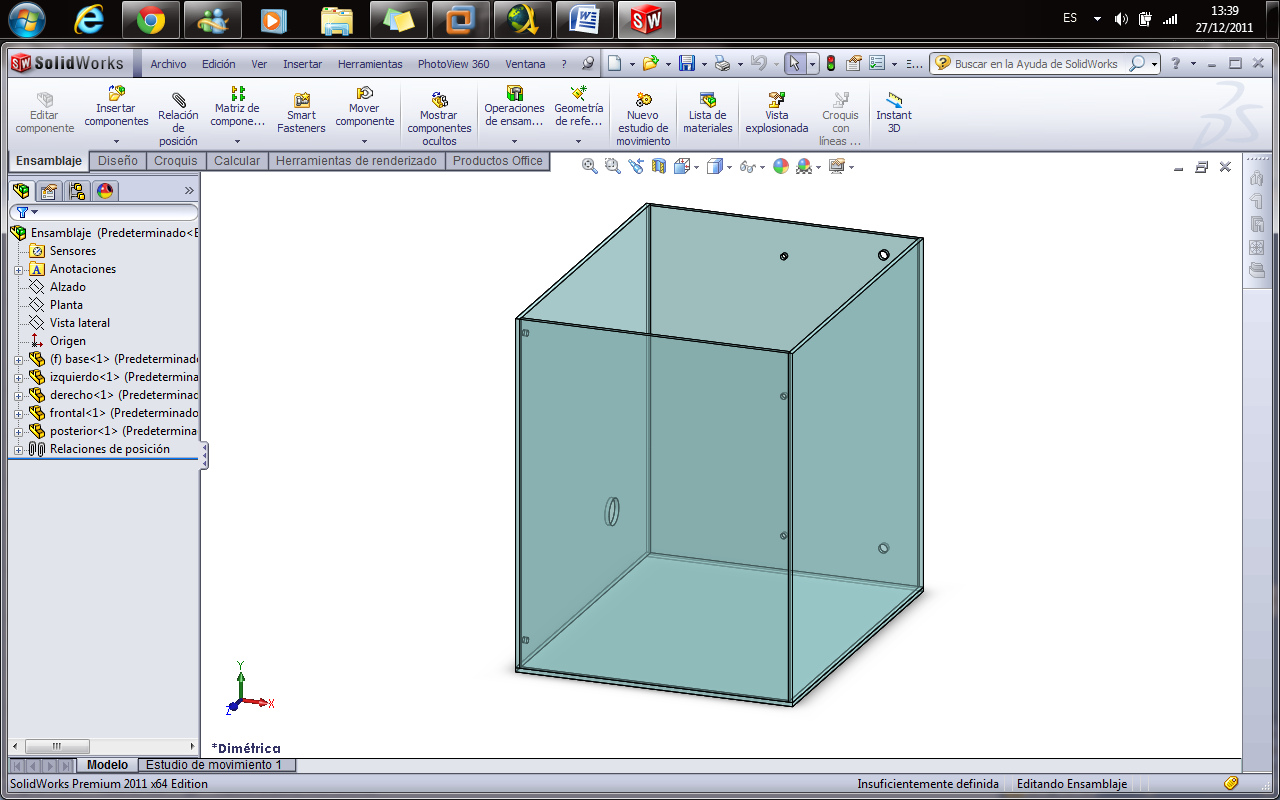 ES
13:39
27/12/2011
SolidWorks
Archivo Edición Ver Insertar Herramientas PhotoView 360 Ventana ?
E...
Buscar en la Ayuda de SolidWorks
?
Editar componente
Insertar componentes
Relación de posición
Matriz de compone...
Smart Fasteners
Mover componente
Mostrar componentes ocultos
Operaciones de ensam...
Geometría de refe...
Nuevo estudio de movimiento
Lista de materiales
Vista explosionada
Croquis con líneas ...
Instant 3D
Ensamblaje Diseño Croquis Calcular Herramientas de renderizado Productos Office
Ensamblaje (Predeterminado<E
Sensores
Anotaciones
Alzado
Planta
Vista lateral
Origen
(f) base<1> (Predeterminado
izquierdo<1> (Predetermina
derecho<1> (Predeterminac
frontal<1> (Predeterminado
posterior<1> (Predetermina
Relaciones de posición
Y
X
Z
*Dimétrica
Modelo Estudio de movimiento 1
SolidWorks Premium 2011 x64 Edition
Insuficientemente definida
Editando Ensamblaje